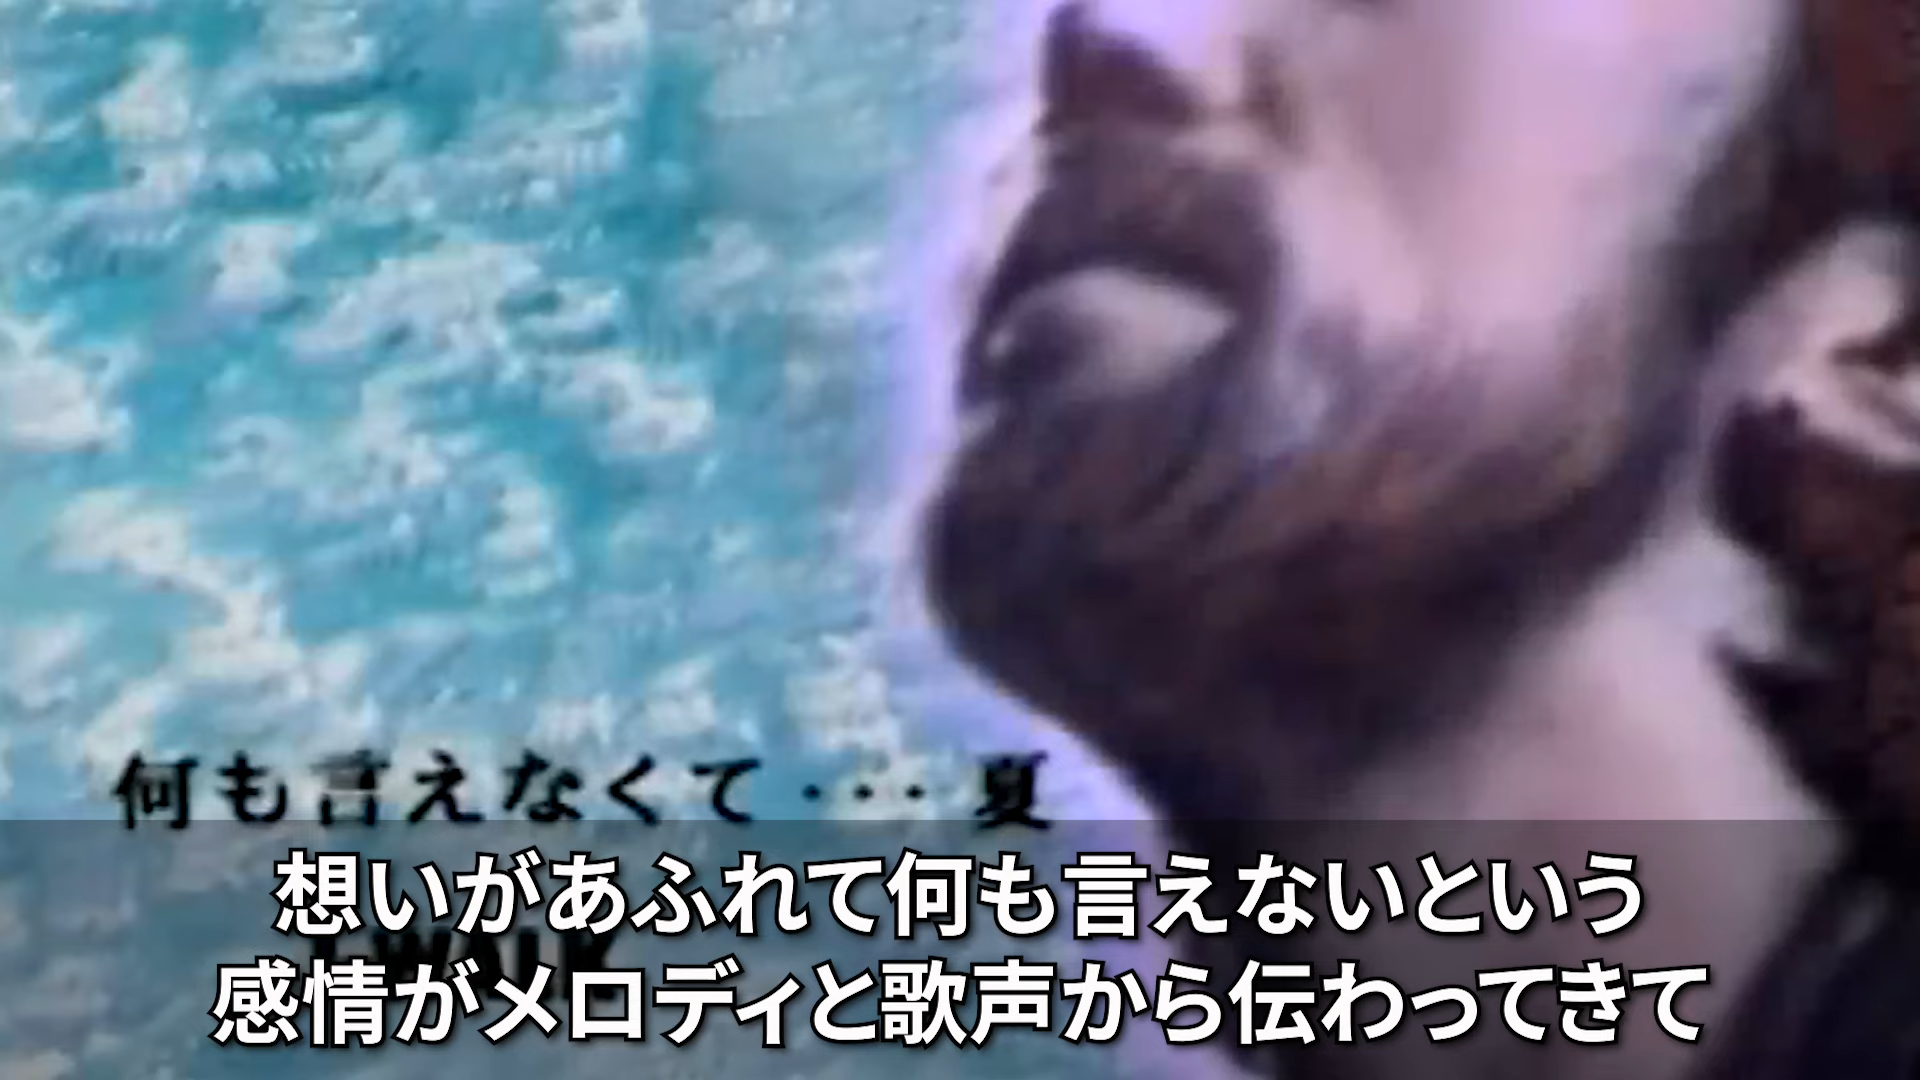 何も言えなくて・・・夏
想いがあふれて何も言えないという
感情がメロディと歌声から伝わってきて